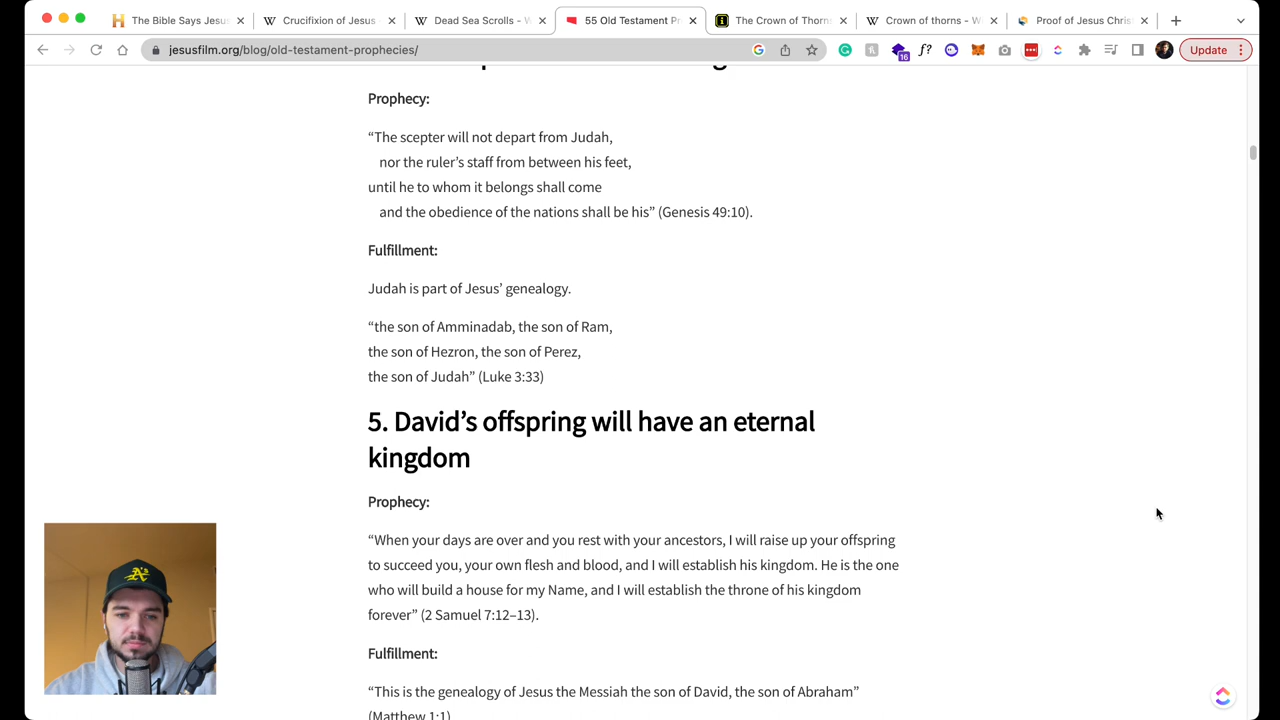 The Bible Says Jesus
Crucifixion of Jesus -
Dead Sea Scrolls - W
55 Old Testament Pr
The Crown of Thorns
Crown of thorns - W
Proof of Jesus Chris
jesusfilm.org/blog/old-testament-prophecies/
16
Update
Prophecy:
“The scepter will not depart from Judah,
nor the ruler’s staff from between his feet,
until he to whom it belongs shall come
and the obedience of the nations shall be his” (Genesis 49:10).
Fulfillment:
Judah is part of Jesus’ genealogy.
“the son of Amminadab, the son of Ram,
the son of Hezron, the son of Perez,
the son of Judah” (Luke 3:33)
5. David’s offspring will have an eternal
kingdom
Prophecy:
“When your days are over and you rest with your ancestors, I will raise up your offspring
to succeed you, your own flesh and blood, and I will establish his kingdom. He is the one
who will build a house for my Name, and I will establish the throne of his kingdom
forever” (2 Samuel 7:12–13).
Fulfillment:
“This is the genealogy of Jesus the Messiah the son of David, the son of Abraham”
(Matthew 1:1)
A's